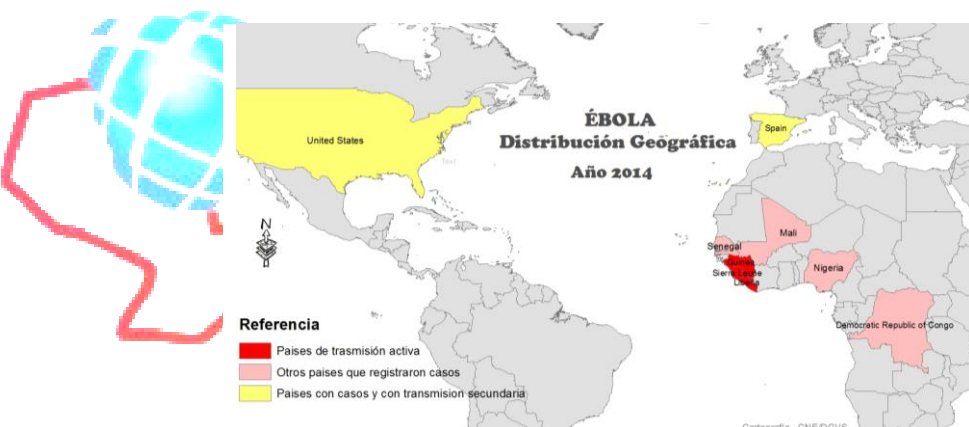 ÉBOLA
Distribución Geográfica
Año 2014
United States
Spain
Mali
Senegal
Guinea
Sierra Leone
Liberia
Nigeria
Democratic Republic of Congo
N
Referencia
Paises de trasmisión activa
Otros paises que registraron casos
Paises con casos y con transmision secundaria